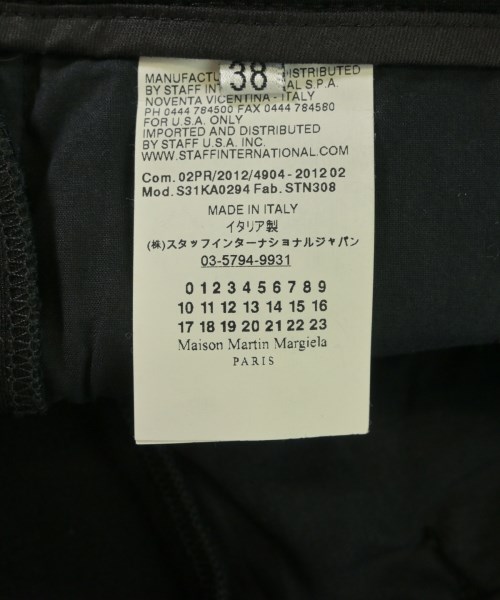 38
MANUFACTU ISTRIBUTED
BY STAFF INT AL S.P.A.
NOVENTA VICENTINA - ITALY
PH 0444 784500 FAX 0444 784580
FOR U.S.A. ONLY
IMPORTED AND DISTRIBUTED
BY STAFF U.S.A. INC.
WWW.STAFFINTERNATIONAL.COM
Com. 02PR/2012/4904 - 2012 02
Mod. S31KA0294 Fab. STN308
MADE IN ITALY
イタリア製
(株)スタッフインターナショナルジャパン
03-5794-9931
0 1 2 3 4 5 6 7 8 9
10 11 12 13 14 15 16
17 18 19 20 21 22 23
Maison Martin Margiela
PARIS